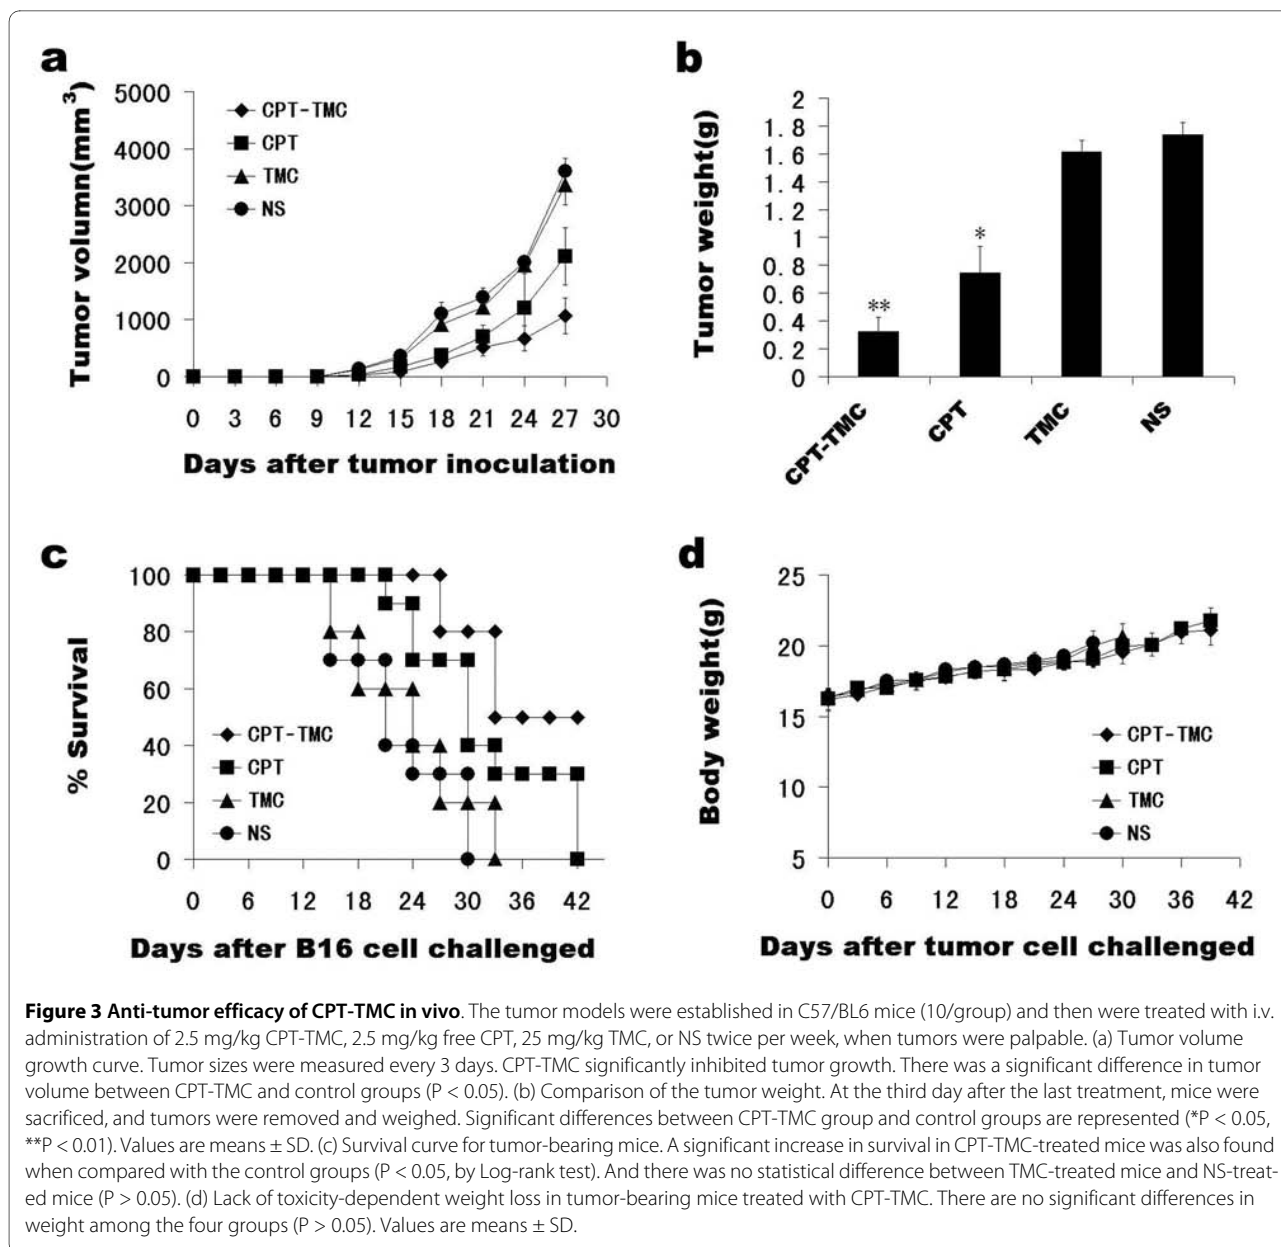 a
5000
4000
3000
2000
1000
0
Tumor volumn(mm3)
CPT-TMC
CPT
TMC
NS
0 3 6 9 12 15 18 21 24 27 30
Days after tumor inoculation
b
2
1.8
1.6
1.4
1.2
1
0.8
0.6
0.4
0.2
0
Tumor weight(g)
**
*
CPT-TMC
CPT
TMC
NS
c
100
80
60
40
20
0
% Survival
CPT-TMC
CPT
TMC
NS
0 6 12 18 24 30 36 42
Days after B16 cell challenged
d
25
20
15
10
5
Body weight(g)
CPT-TMC
CPT
TMC
NS
0 6 12 18 24 30 36 42
Days after tumor cell challenged
Figure 3 Anti-tumor efficacy of CPT-TMC in vivo. The tumor models were established in C57/BL6 mice (10/group) and then were treated with i.v.
administration of 2.5 mg/kg CPT-TMC, 2.5 mg/kg free CPT, 25 mg/kg TMC, or NS twice per week, when tumors were palpable. (a) Tumor volume
growth curve. Tumor sizes were measured every 3 days. CPT-TMC significantly inhibited tumor growth. There was a significant difference in tumor
volume between CPT-TMC and control groups (P < 0.05). (b) Comparison of the tumor weight. At the third day after the last treatment, mice were
sacrificed, and tumors were removed and weighed. Significant differences between CPT-TMC group and control groups are represented (*P < 0.05,
**P < 0.01). Values are means ± SD. (c) Survival curve for tumor-bearing mice. A significant increase in survival in CPT-TMC-treated mice was also found
when compared with the control groups (P < 0.05, by Log-rank test). And there was no statistical difference between TMC-treated mice and NS-treat-
ed mice (P > 0.05). (d) Lack of toxicity-dependent weight loss in tumor-bearing mice treated with CPT-TMC. There are no significant differences in
weight among the four groups (P > 0.05). Values are means ± SD.